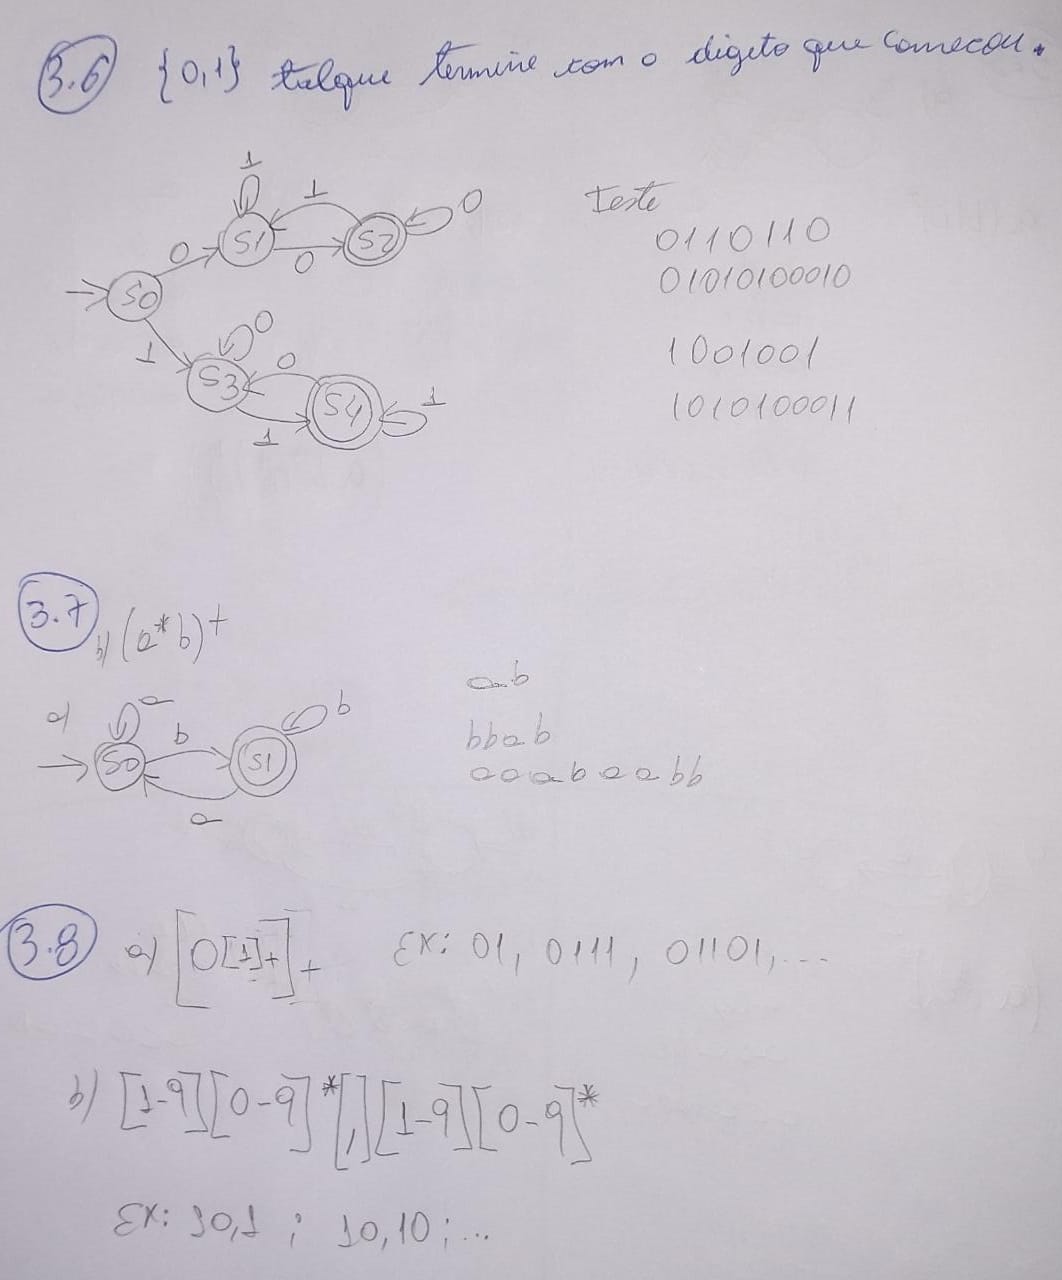 3.6 {0,1} talque termine com o digito que começou.
1
1
0
Teste
S1
S2
0
0
0110110
S0
01010100010
0
1
0
1001001
S3
S4
1
1
1010100011
3.7
b) (a*b)+
ab
a) a
b
b
bbab
S0
S1
aaabaabb
a
3.8 a) [0[1]+]+ Ex: 01, 0111, 01101,...
b) [1-9][0-9]*[,][1-9][0-9]*
Ex: 10,1 ; 10,10 ; ...